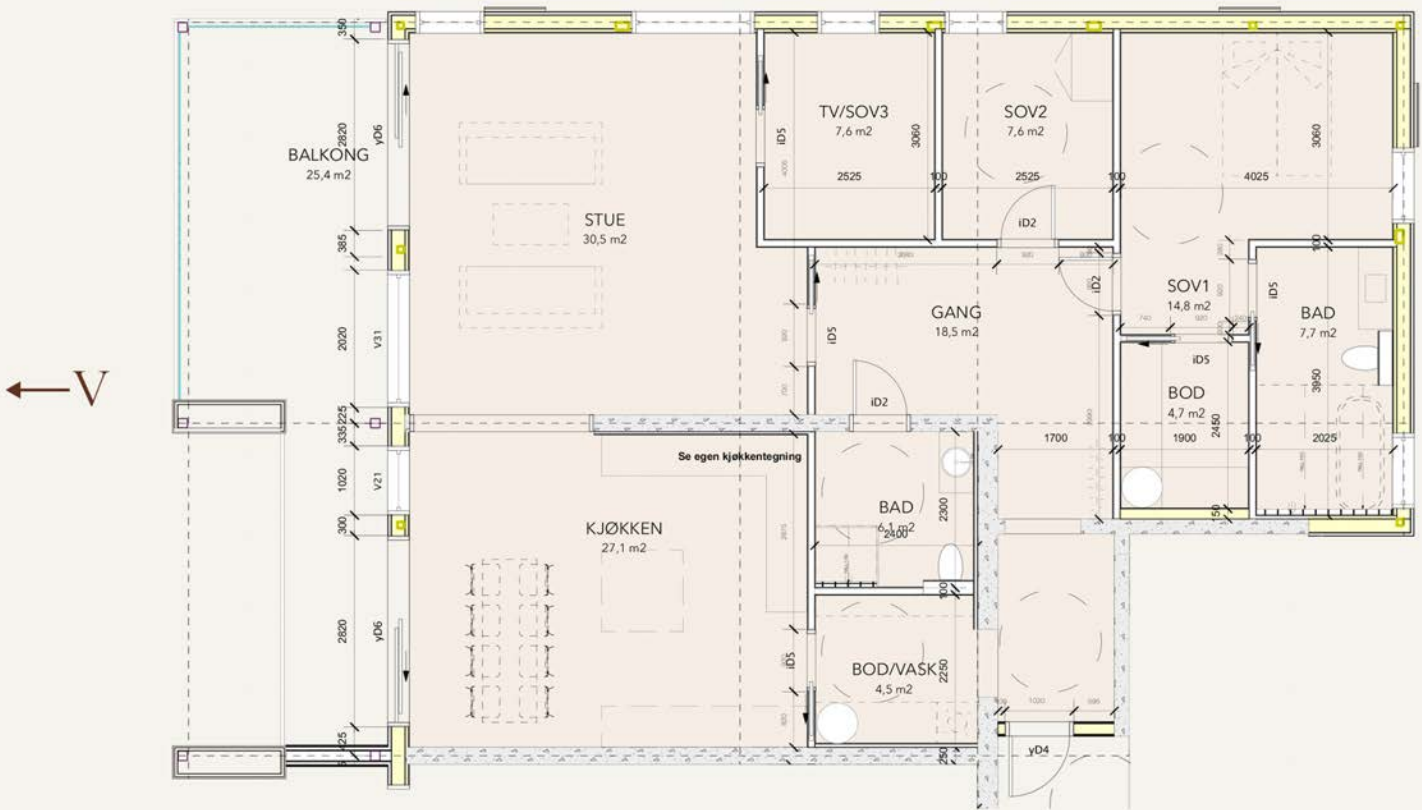 350
2820
yD6
BALKONG
25,4 m2
385
2020
V31
225
335
1020
V21
300
2820
yD6
V
STUE
30,5 m2
TV/SOV3
7,6 m2
3060
iD5
2525
100
SOV2
7,6 m2
2525
100
iD2
3060
4025
100
GANG
18,5 m2
iD5
iD2
iD2
SOV1
14,8 m2
740
920
iD5
iD5
BAD
7,7 m2
3950
BOD
4,7 m2
2450
1700
100
1900
100
2025
150
Se egen kjøkkentegning
KJØKKEN
27,1 m2
BAD
6,1 m2
2400
2300
100
iD5
BOD/VASK
4,5 m2
2250
250
1020
yD4